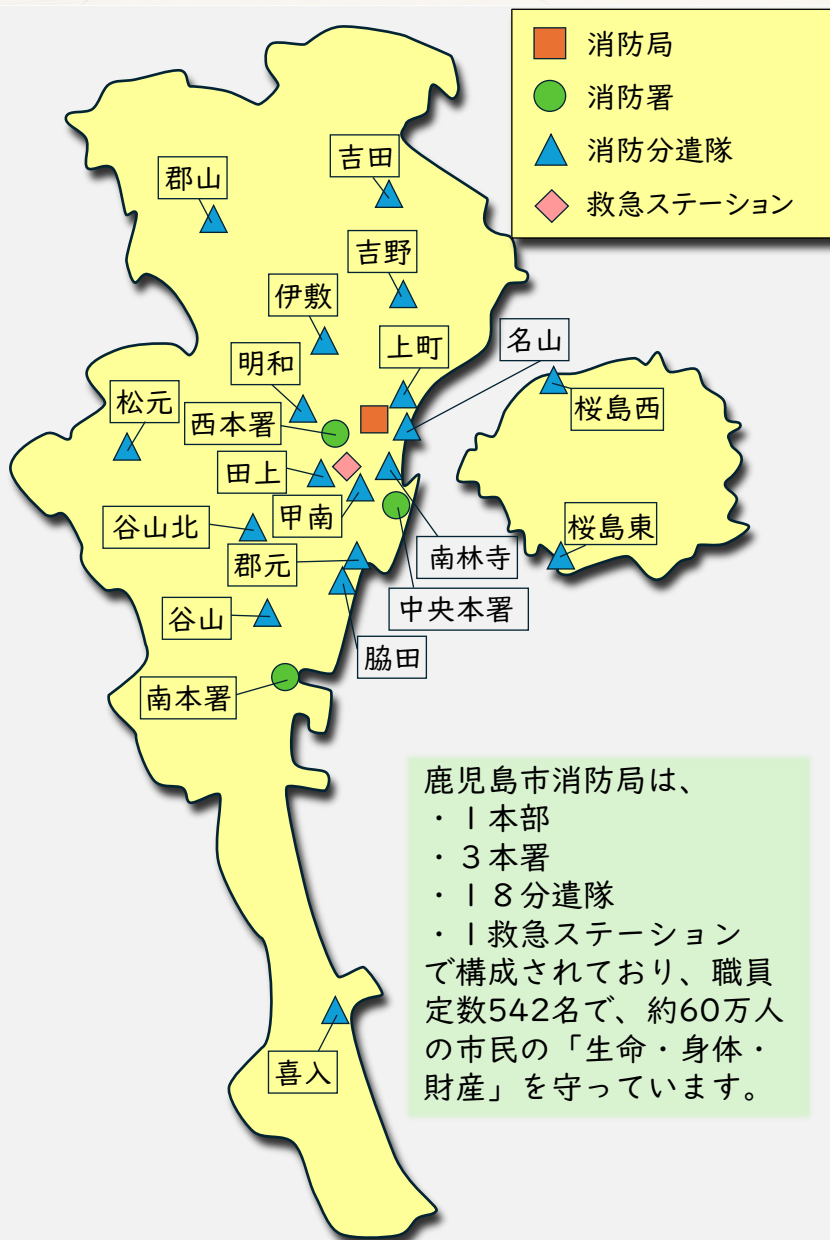 消防局
消防署
消防分遣隊
救急ステーション
吉田
郡山
吉野
伊敷
上町
名山
明和
松元
西本署
桜島西
田上
甲南
谷山北
桜島東
郡元
南林寺
谷山
中央本署
脇田
南本署
喜入
鹿児島市消防局は、
・1本部
・3本署
・18分遣隊
・1救急ステーション
で構成されており、職員
定数542名で、約60万人
の市民の「生命・身体・
財産」を守っています。